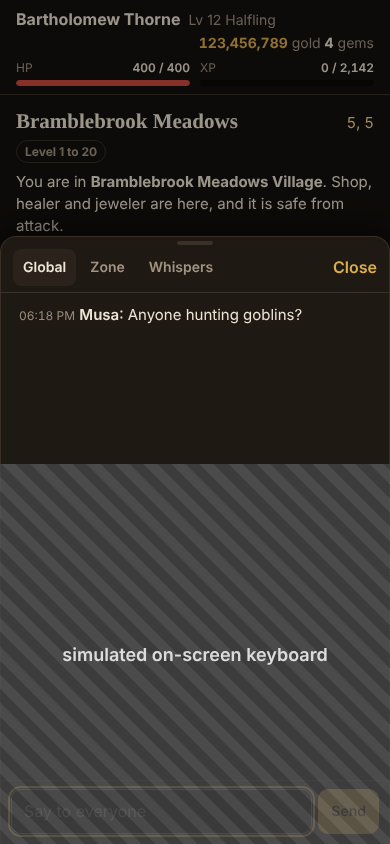 Bartholomew Thorne Lv 12 Halfling
123,456,789 gold 4 gems
HP 400 / 400 XP 0 / 2,142
Bramblebrook Meadows 5, 5
Level 1 to 20
You are in Bramblebrook Meadows Village. Shop,
healer and jeweler are here, and it is safe from
attack.
Global Zone Whispers Close
06:18 PM Musa: Anyone hunting goblins?
simulated on-screen keyboard
Say to everyone Send